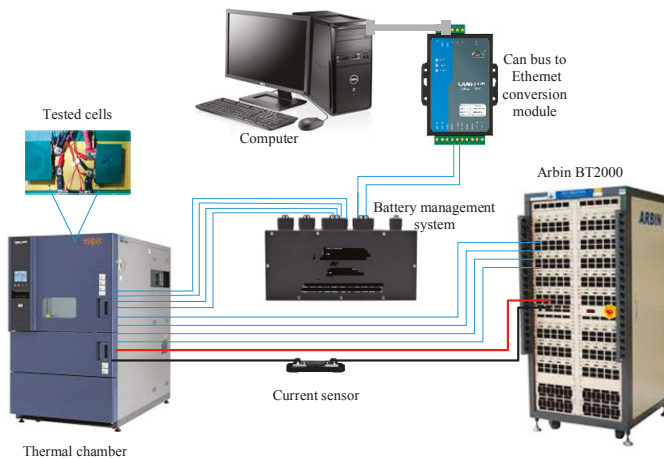 Can bus to
Ethernet
conversion
module
Computer
Tested cells
Arbin BT2000
Battery management
system
ARBIN
Current sensor
Thermal chamber